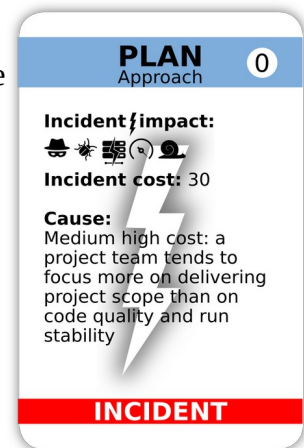 e
PLAN
Approach
0
Incident impact:
Incident cost: 30
Cause:
Medium high cost: a
project team tends to
focus more on delivering
project scope than on
code quality and run
stability
INCIDENT